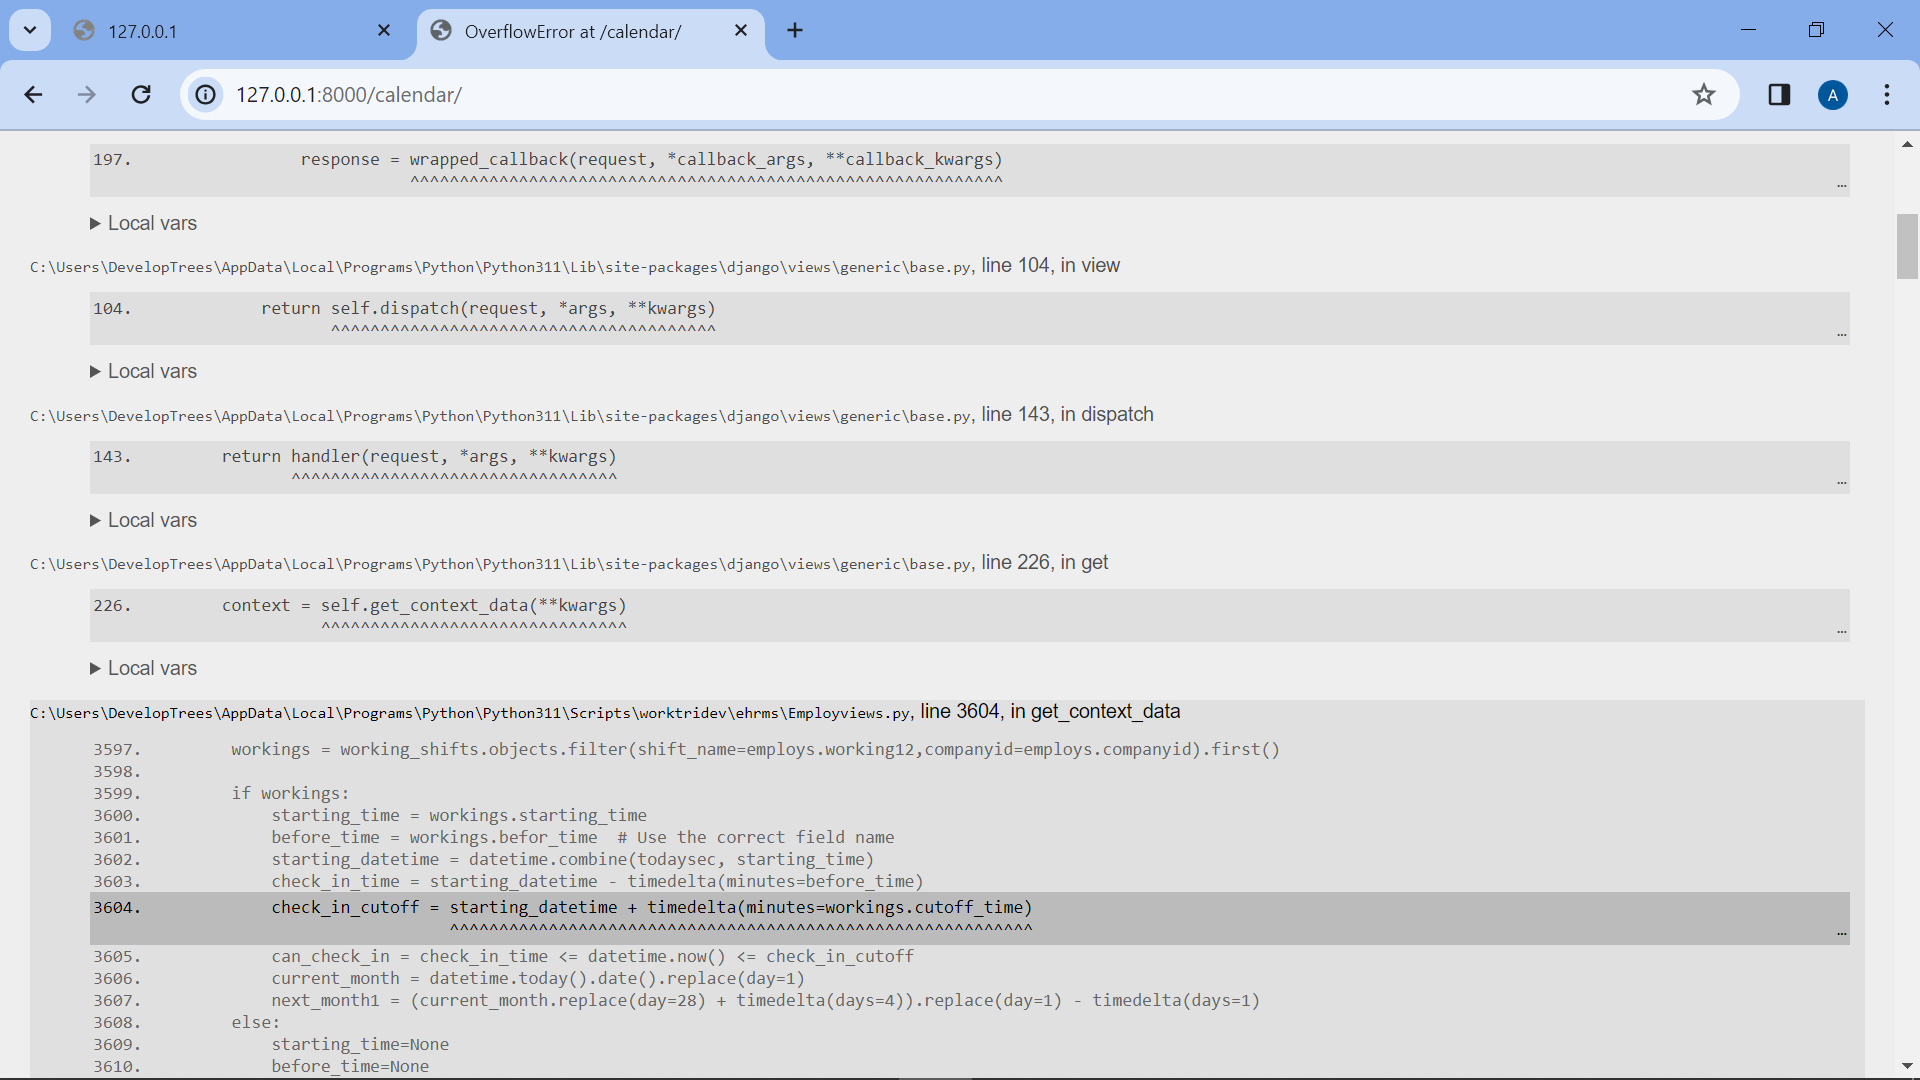 127.0.0.1
OverflowError at /calendar/
127.0.0.1:8000/calendar/
A
197. response = wrapped_callback(request, *callback_args, **callback_kwargs)
^^^^^^^^^^^^^^^^^^^^^^^^^^^^^^^^^^^^^^^^^^^^^^^^^^^^^^^^^^^^ …
▶ Local vars
C:\Users\DevelopTrees\AppData\Local\Programs\Python\Python311\Lib\site-packages\django\views\generic\base.py, line 104, in view
104. return self.dispatch(request, *args, **kwargs)
^^^^^^^^^^^^^^^^^^^^^^^^^^^^^^^^^^^^^^^ …
▶ Local vars
C:\Users\DevelopTrees\AppData\Local\Programs\Python\Python311\Lib\site-packages\django\views\generic\base.py, line 143, in dispatch
143. return handler(request, *args, **kwargs)
^^^^^^^^^^^^^^^^^^^^^^^^^^^^^^^^^ …
▶ Local vars
C:\Users\DevelopTrees\AppData\Local\Programs\Python\Python311\Lib\site-packages\django\views\generic\base.py, line 226, in get
226. context = self.get_context_data(**kwargs)
^^^^^^^^^^^^^^^^^^^^^^^^^^^^^^^ …
▶ Local vars
C:\Users\DevelopTrees\AppData\Local\Programs\Python\Python311\Scripts\worktridev\ehrms\Employviews.py, line 3604, in get_context_data
3597. workings = working_shifts.objects.filter(shift_name=employs.working12,companyid=employs.companyid).first()
3598.
3599. if workings:
3600. starting_time = workings.starting_time
3601. before_time = workings.befor_time # Use the correct field name
3602. starting_datetime = datetime.combine(todaysec, starting_time)
3603. check_in_time = starting_datetime - timedelta(minutes=before_time)
3604. check_in_cutoff = starting_datetime + timedelta(minutes=workings.cutoff_time)
^^^^^^^^^^^^^^^^^^^^^^^^^^^^^^^^^^^^^^^^^^^^^^^^^^^^^^^^^^^ …
3605. can_check_in = check_in_time <= datetime.now() <= check_in_cutoff
3606. current_month = datetime.today().date().replace(day=1)
3607. next_month1 = (current_month.replace(day=28) + timedelta(days=4)).replace(day=1) - timedelta(days=1)
3608. else:
3609. starting_time=None
3610. before_time=None